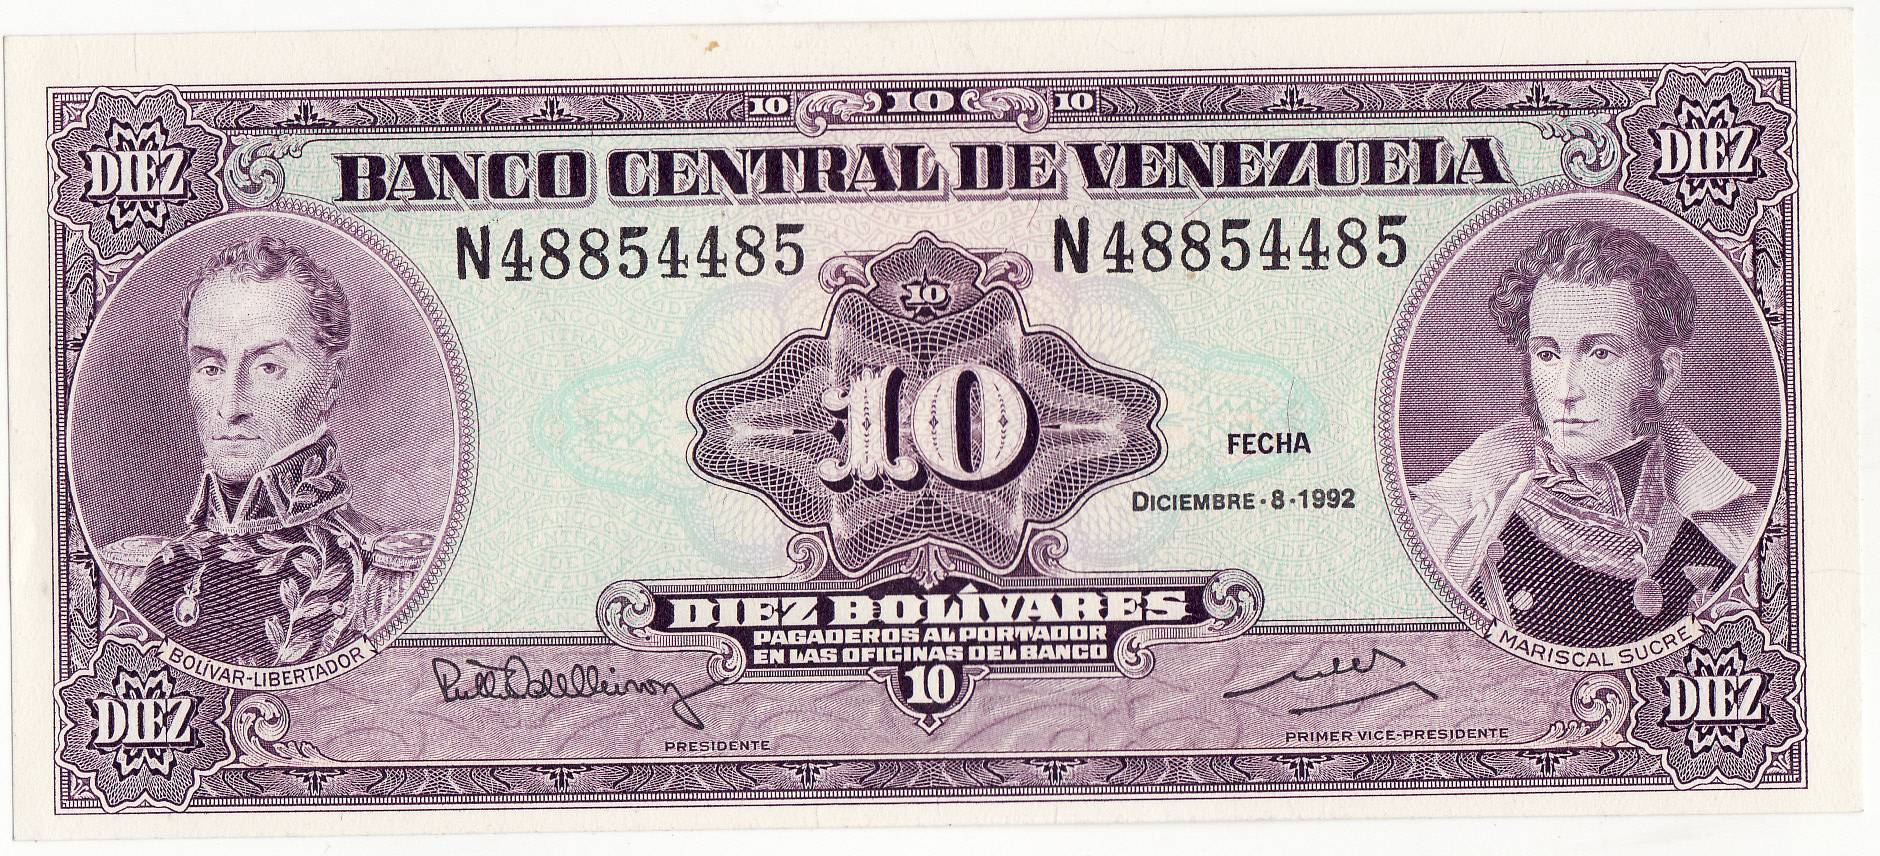 10 10 10
DIEZ DIEZ
BANCO CENTRAL DE VENEZUELA
N48854485 N48854485
10
10
FECHA
DICIEMBRE·8·1992
DIEZ BOLÍVARES
PAGADEROS AL PORTADOR
EN LAS OFICINAS DEL BANCO
BOLÍVAR-LIBERTADOR
MARISCAL SUCRE
10
DIEZ DIEZ
PRESIDENTE
PRIMER VICE-PRESIDENTE